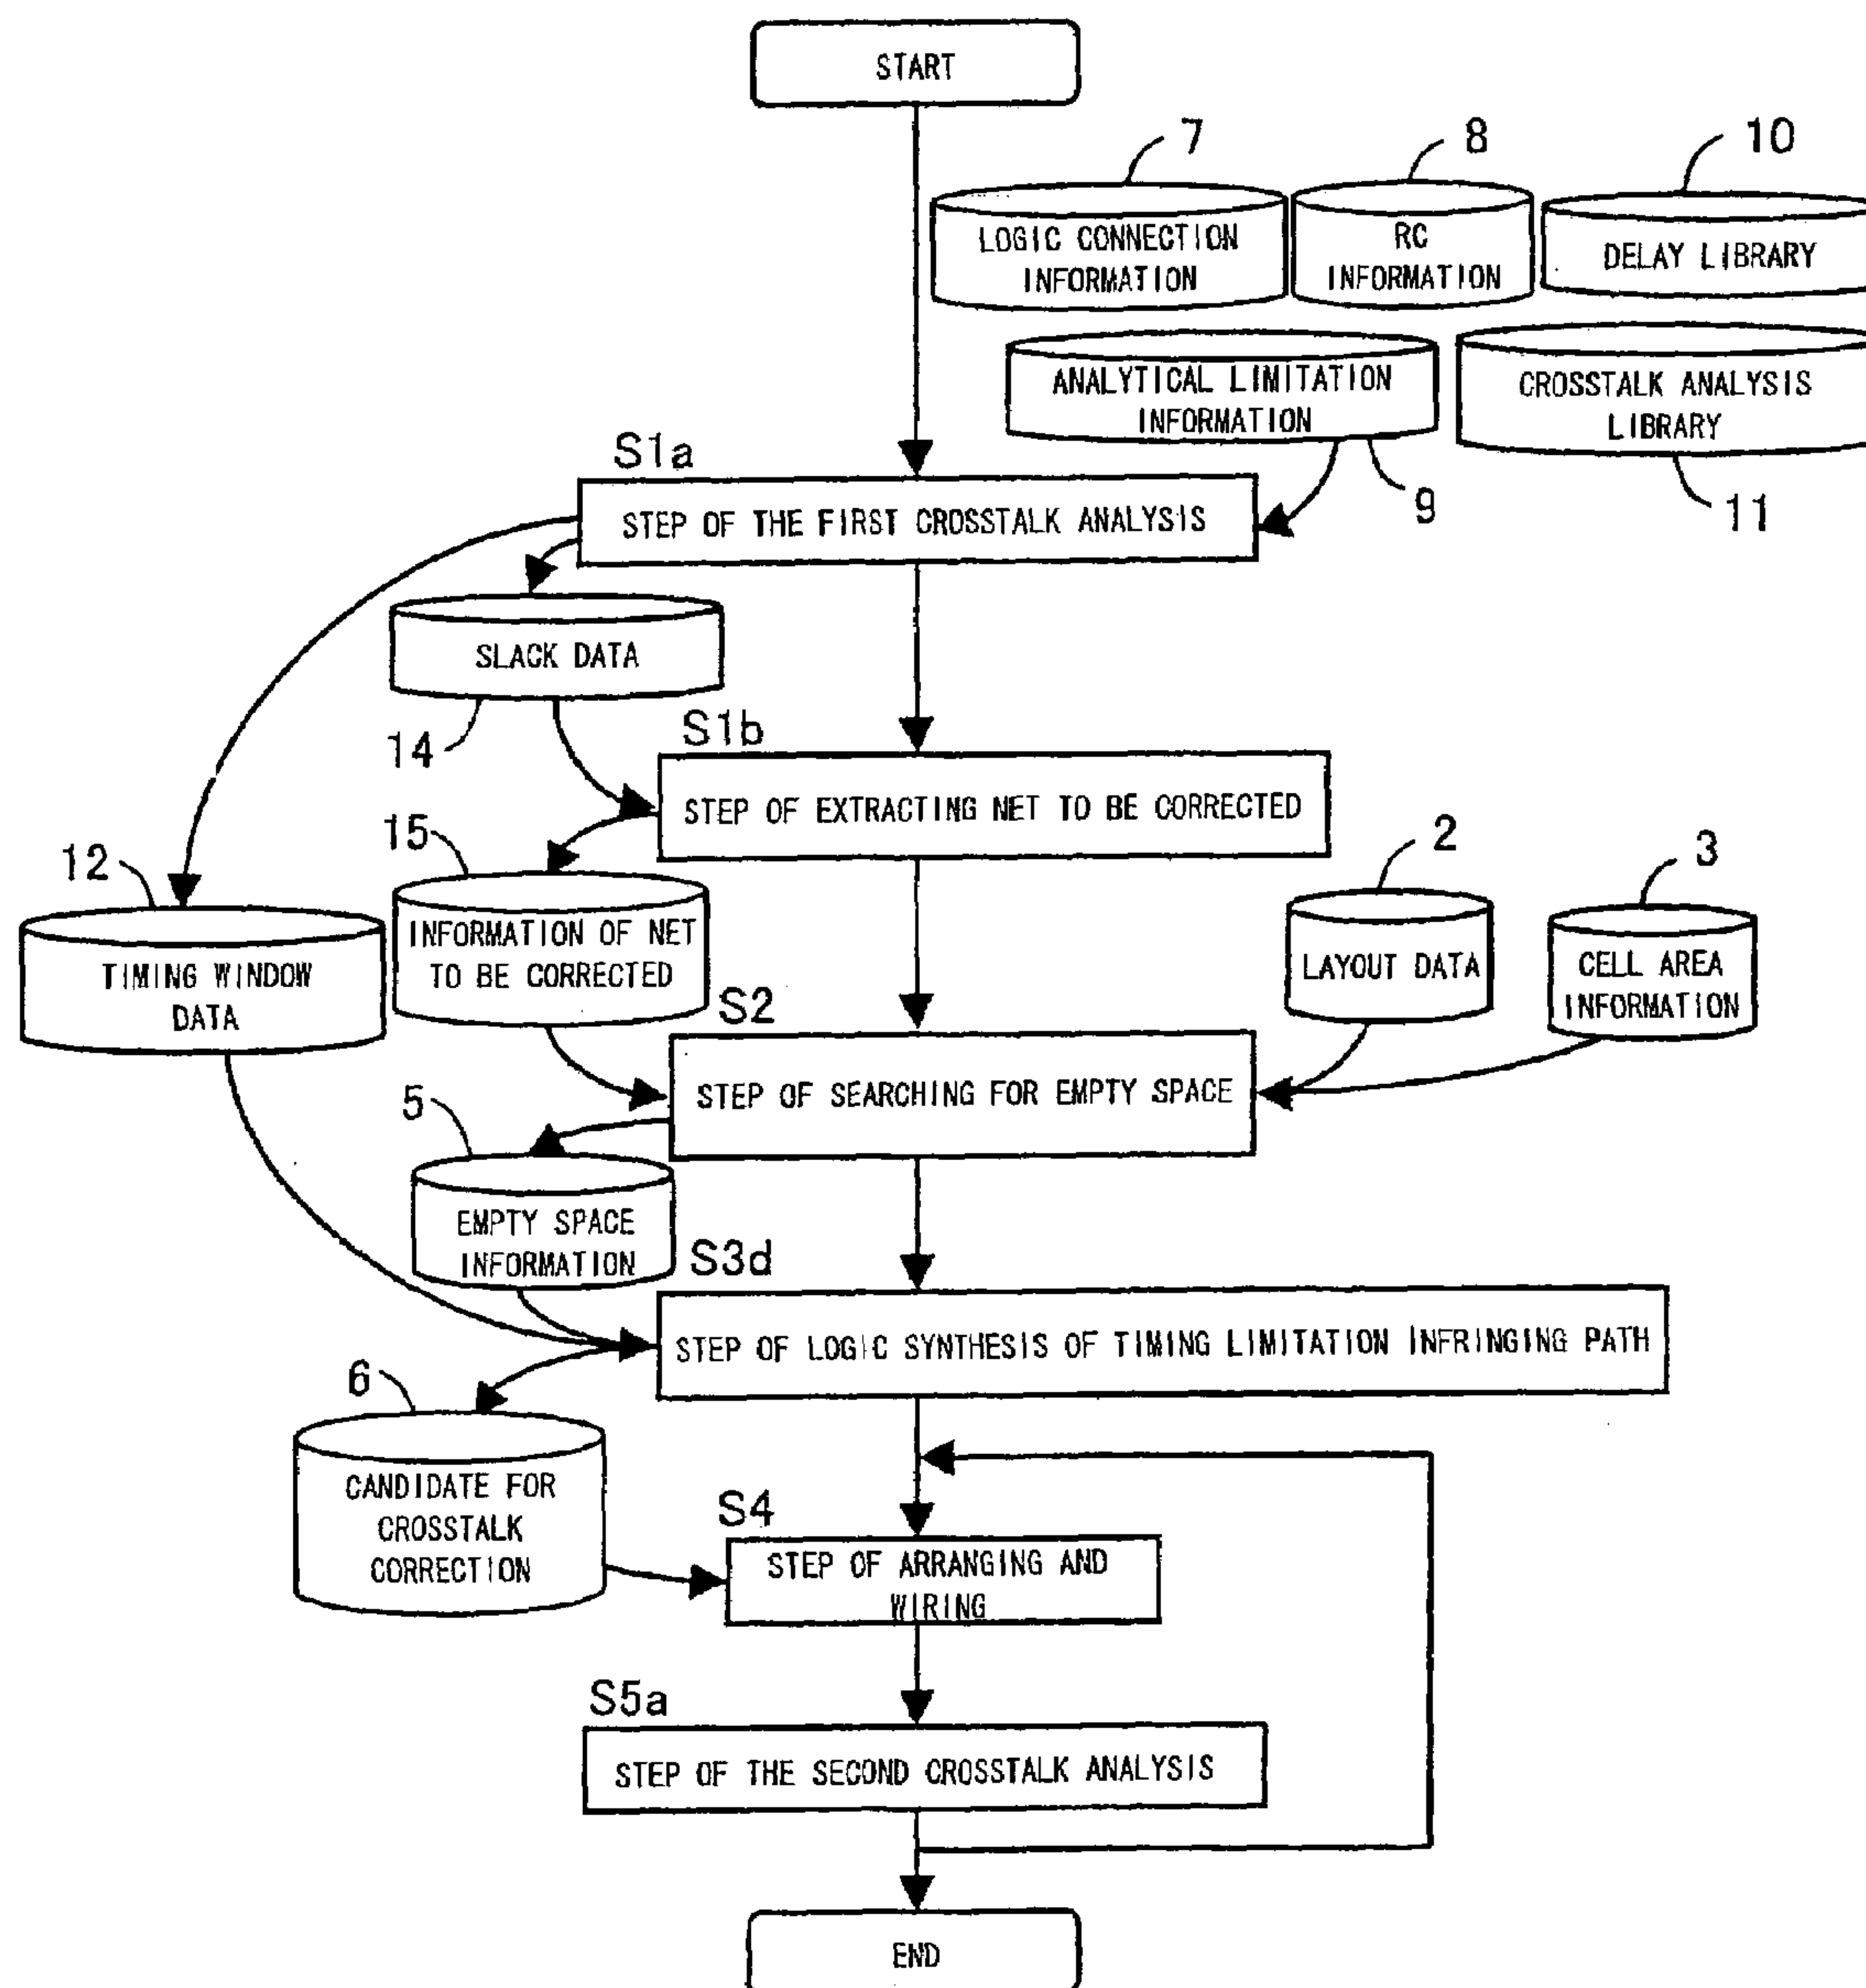 START
7
8
10
LOGIC CONNECTION
INFORMATION
RC
INFORMATION
DELAY LIBRARY
ANALYTICAL LIMITATION
INFORMATION
CROSSTALK ANALYSIS
LIBRARY
9
11
S1a
STEP OF THE FIRST CROSSTALK ANALYSIS
SLACK DATA
14
S1b
STEP OF EXTRACTING NET TO BE CORRECTED
12
15
2
3
TIMING WINDOW
DATA
INFORMATION OF NET
TO BE CORRECTED
LAYOUT DATA
CELL AREA
INFORMATION
S2
STEP OF SEARCHING FOR EMPTY SPACE
5
EMPTY SPACE
INFORMATION
S3d
STEP OF LOGIC SYNTHESIS OF TIMING LIMITATION INFRINGING PATH
6
CANDIDATE FOR
CROSSTALK
CORRECTION
S4
STEP OF ARRANGING AND
WIRING
S5a
STEP OF THE SECOND CROSSTALK ANALYSIS
END